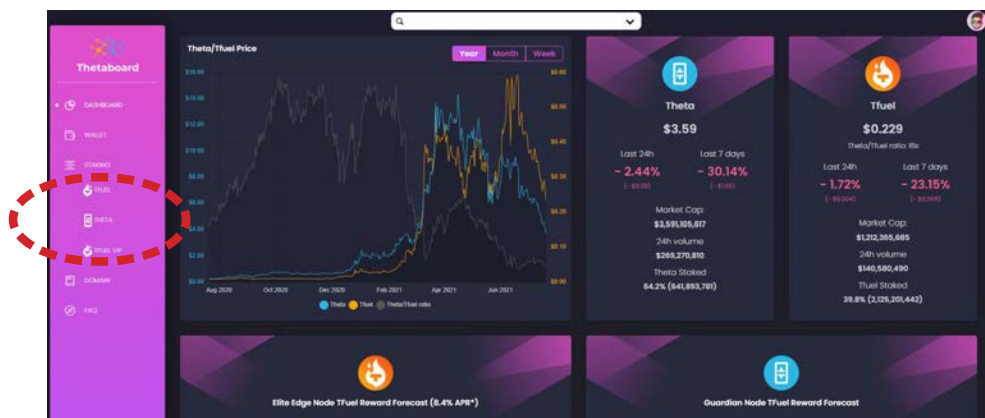 Thetaboard
DASHBOARD
WALLET
STAKING
TFUEL
THETA
TFUEL VIP
DOMAIN
FAQ
Theta/Tfuel Price
Year Month Week
$16.00
$14.00
$12.00
$10.00
$8.00
$6.00
$4.00
$2.00
$0.00
$0.60
$0.50
$0.40
$0.30
$0.20
$0.10
$0.00
Aug 2020 Oct 2020 Dec 2020 Feb 2021 Apr 2021 Jun 2021
Theta Tfuel Theta/Tfuel ratio
Theta
$3.59
Last 24h Last 7 days
- 2.44% - 30.14%
Market Cap:
$3,591,105,617
24h volume
$269,270,810
Theta Staked
64.2% (641,893,781)
Tfuel
$0.229
Theta/Tfuel ratio: 16x
Last 24h Last 7 days
- 1.72% - 23.15%
Market Cap:
$1,212,365,685
24h volume
$140,580,490
Tfuel Staked
39.8% (2,125,201,442)
Elite Edge Node TFuel Reward Forecast (8.4% APR*)
Guardian Node TFuel Reward Forecast